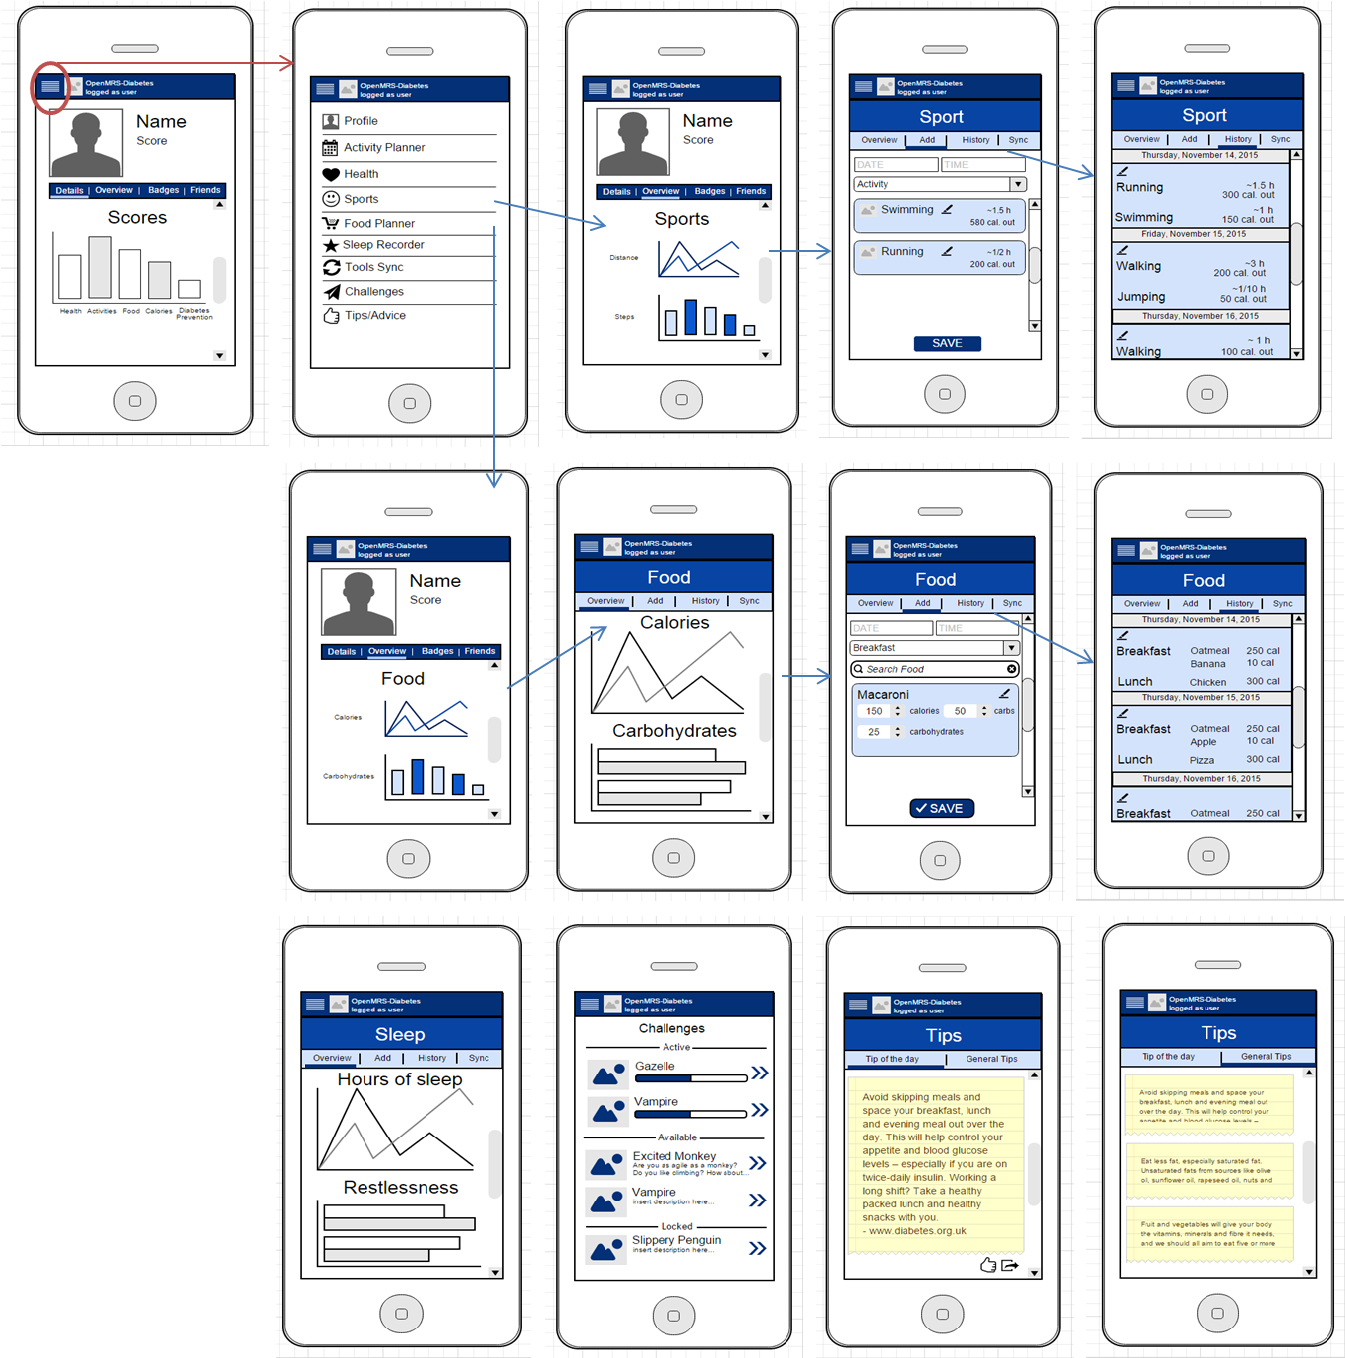 OpenMRS-Diabetes
logged as user
Name
Score
Details | Overview | Badges | Friends
Scores
Health Activities Food Calories Diabetes
Prevention
OpenMRS-Diabetes
logged as user
Profile
Activity Planner
Health
Sports
Food Planner
Sleep Recorder
Tools Sync
Challenges
Tips/Advice
OpenMRS-Diabetes
logged as user
Name
Score
Details | Overview | Badges | Friends
Sports
Distance
Steps
OpenMRS-Diabetes
logged as user
Sport
Overview | Add | History | Sync
DATE TIME
Activity
Swimming ~1.5 h
580 cal. out
Running ~1/2 h
200 cal. out
SAVE
OpenMRS-Diabetes
logged as user
Sport
Overview | Add | History | Sync
Thursday, November 14, 2015
Running ~1.5 h
300 cal. out
Swimming ~1 h
150 cal. out
Friday, November 15, 2015
Walking ~3 h
200 cal. out
Jumping ~1/10 h
50 cal. out
Thursday, November 16, 2015
Walking ~ 1 h
100 cal. out
OpenMRS-Diabetes
logged as user
Name
Score
Details | Overview | Badges | Friends
Food
Calories
Carbohydrates
OpenMRS-Diabetes
logged as user
Food
Overview | Add | History | Sync
Calories
Carbohydrates
OpenMRS-Diabetes
logged as user
Food
Overview | Add | History | Sync
DATE TIME
Breakfast
Search Food
Macaroni
150 calories 50 carbs
25 carbohydrates
SAVE
OpenMRS-Diabetes
logged as user
Food
Overview | Add | History | Sync
Thursday, November 14, 2015
Breakfast Oatmeal 250 cal
Banana 10 cal
Lunch Chicken 300 cal
Thursday, November 15, 2015
Breakfast Oatmeal 250 cal
Apple 10 cal
Lunch Pizza 300 cal
Thursday, November 16, 2015
Breakfast Oatmeal 250 cal
OpenMRS-Diabetes
logged as user
Sleep
Overview | Add | History | Sync
Hours of sleep
Restlessness
OpenMRS-Diabetes
logged as user
Challenges
Active
Gazelle
Vampire
Available
Excited Monkey
Are you as agile as a monkey?
Do you like climbing? How about...
Vampire
insert description here...
Locked
Slippery Penguin
insert description here...
OpenMRS-Diabetes
logged as user
Tips
Tip of the day General Tips
Avoid skipping meals and
space your breakfast, lunch
and evening meal out over the
day. This will help control your
appetite and blood glucose
levels – especially if you are on
twice-daily insulin. Working a
long shift? Take a healthy
packed lunch and healthy
snacks with you.
- www.diabetes.org.uk
OpenMRS-Diabetes
logged as user
Tips
Tip of the day General Tips
Avoid skipping meals and space your
breakfast, lunch and evening meal out
over the day. This will help control your
appetite and blood glucose levels –
Eat less fat, especially saturated fat.
Unsaturated fats from sources like olive
oil, sunflower oil, rapeseed oil, nuts and
Fruit and vegetables will give your body
the vitamins, minerals and fibre it needs,
and we should all aim to eat five or more